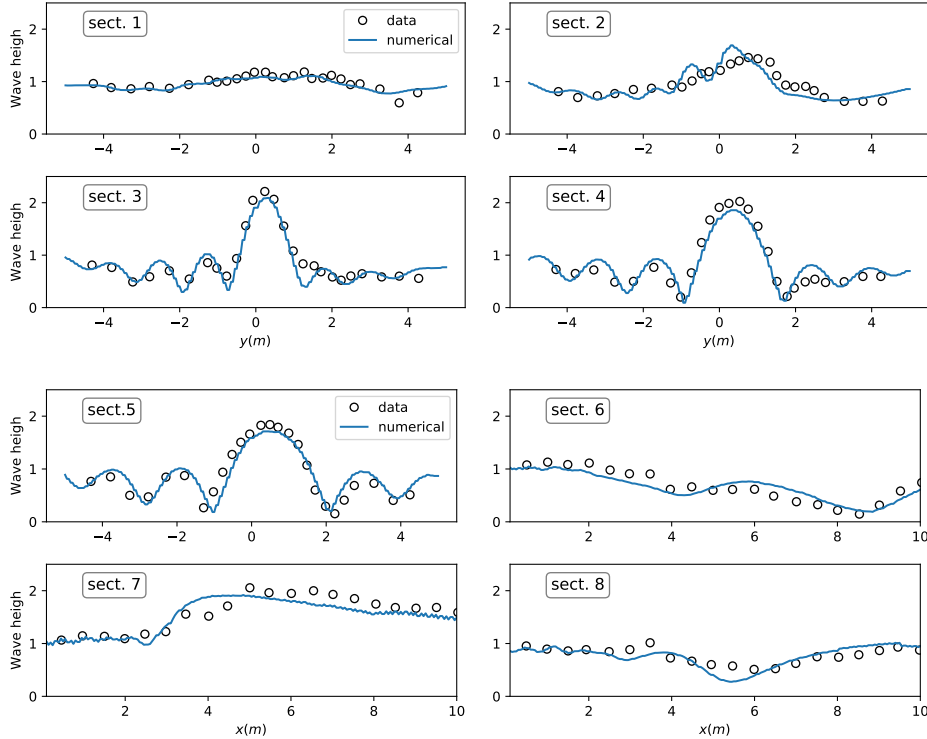 sect. 1
data
numerical
Wave heigh
2
1
0
−4 −2 0 2 4
sect. 2
2
1
0
−4 −2 0 2 4
sect. 3
Wave heigh
2
1
0
−4 −2 0 2 4
y(m)
sect. 4
2
1
0
−4 −2 0 2 4
y(m)
sect.5
data
numerical
Wave heigh
2
1
0
−4 −2 0 2 4
sect. 6
2
1
0
2 4 6 8 10
sect. 7
Wave heigh
2
1
0
2 4 6 8 10
x(m)
sect. 8
2
1
0
2 4 6 8 10
x(m)